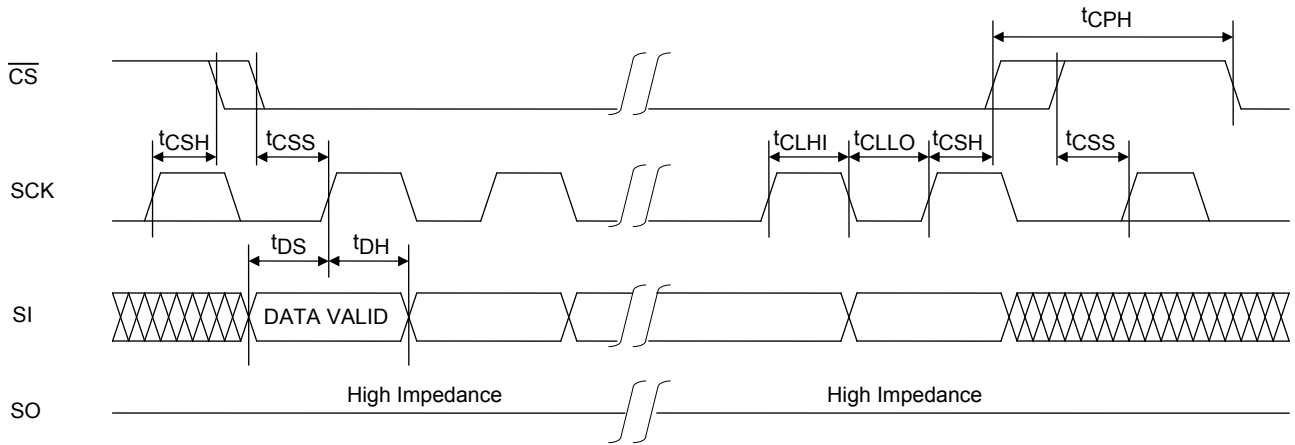 tCPH
CS
tCSH
tCSS
tCLHI
tCLLO
tCSH
tCSS
SCK
tDS
tDH
SI
DATA VALID
High Impedance
High Impedance
SO